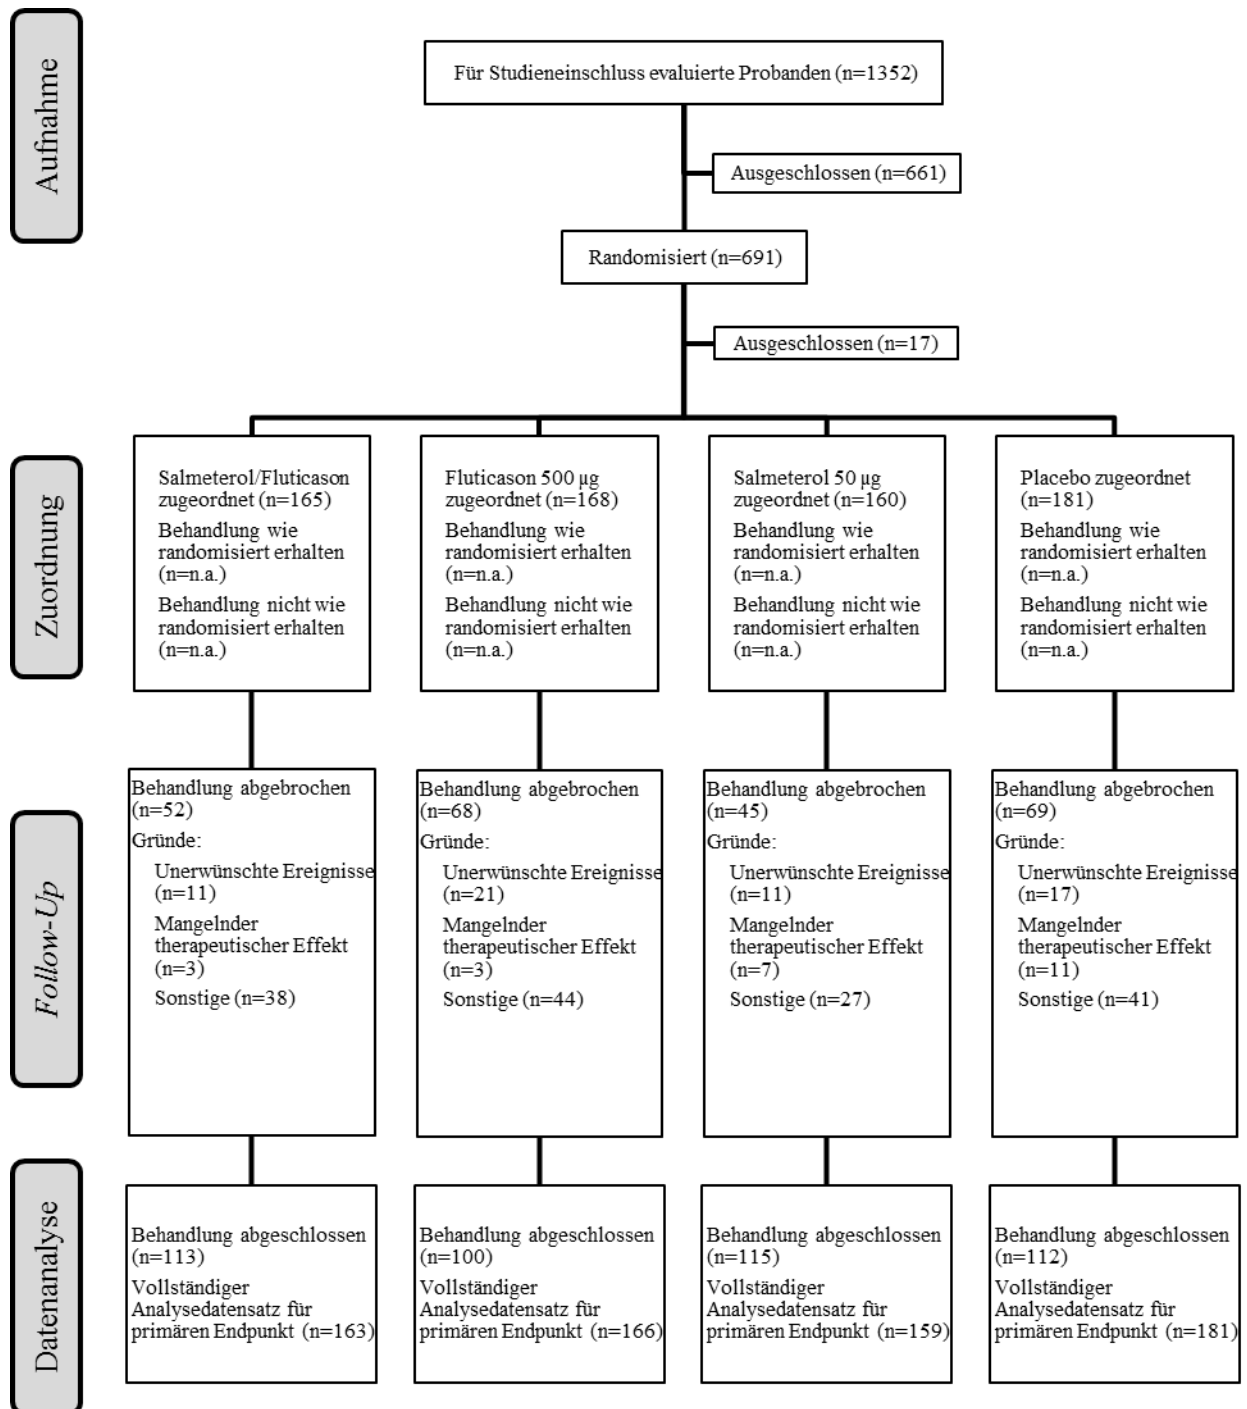 Aufnahme
Für Studieneinschluss evaluierte Probanden (n=1352)
Ausgeschlossen (n=661)
Randomisiert (n=691)
Ausgeschlossen (n=17)
Zuordnung
Salmeterol/Fluticason
zugeordnet (n=165)
Behandlung wie
randomisiert erhalten
(n=n.a.)
Behandlung nicht wie
randomisiert erhalten
(n=n.a.)
Fluticason 500 µg
zugeordnet (n=168)
Behandlung wie
randomisiert erhalten
(n=n.a.)
Behandlung nicht wie
randomisiert erhalten
(n=n.a.)
Salmeterol 50 µg
zugeordnet (n=160)
Behandlung wie
randomisiert erhalten
(n=n.a.)
Behandlung nicht wie
randomisiert erhalten
(n=n.a.)
Placebo zugeordnet
(n=181)
Behandlung wie
randomisiert erhalten
(n=n.a.)
Behandlung nicht wie
randomisiert erhalten
(n=n.a.)
Follow-Up
Behandlung abgebrochen
(n=52)
Gründe:
Unerwünschte Ereignisse
(n=11)
Mangelnder
therapeutischer Effekt
(n=3)
Sonstige (n=38)
Behandlung abgebrochen
(n=68)
Gründe:
Unerwünschte Ereignisse
(n=21)
Mangelnder
therapeutischer Effekt
(n=3)
Sonstige (n=44)
Behandlung abgebrochen
(n=45)
Gründe:
Unerwünschte Ereignisse
(n=11)
Mangelnder
therapeutischer Effekt
(n=7)
Sonstige (n=27)
Behandlung abgebrochen
(n=69)
Gründe:
Unerwünschte Ereignisse
(n=17)
Mangelnder
therapeutischer Effekt
(n=11)
Sonstige (n=41)
Datenanalyse
Behandlung abgeschlossen
(n=113)
Vollständiger
Analysedatensatz für
primären Endpunkt (n=163)
Behandlung abgeschlossen
(n=100)
Vollständiger
Analysedatensatz für
primären Endpunkt (n=166)
Behandlung abgeschlossen
(n=115)
Vollständiger
Analysedatensatz für
primären Endpunkt (n=159)
Behandlung abgeschlossen
(n=112)
Vollständiger
Analysedatensatz für
primären Endpunkt (n=181)